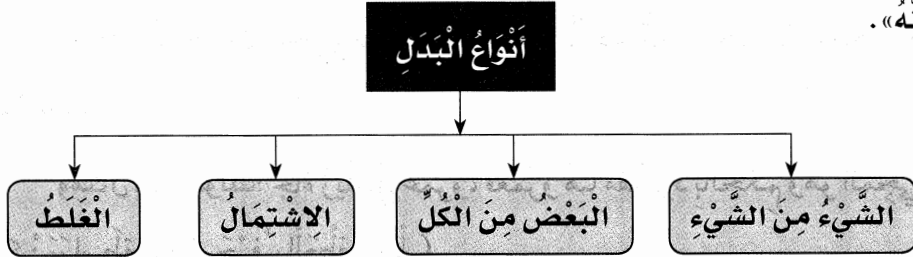 أَنْوَاعُ الْبَدَلِ
الشَّيْءُ مِنَ الشَّيْءِ
الْبَعْضُ مِنَ الْكُلِّ
الِاشْتِمَالُ
الْغَلَطُ